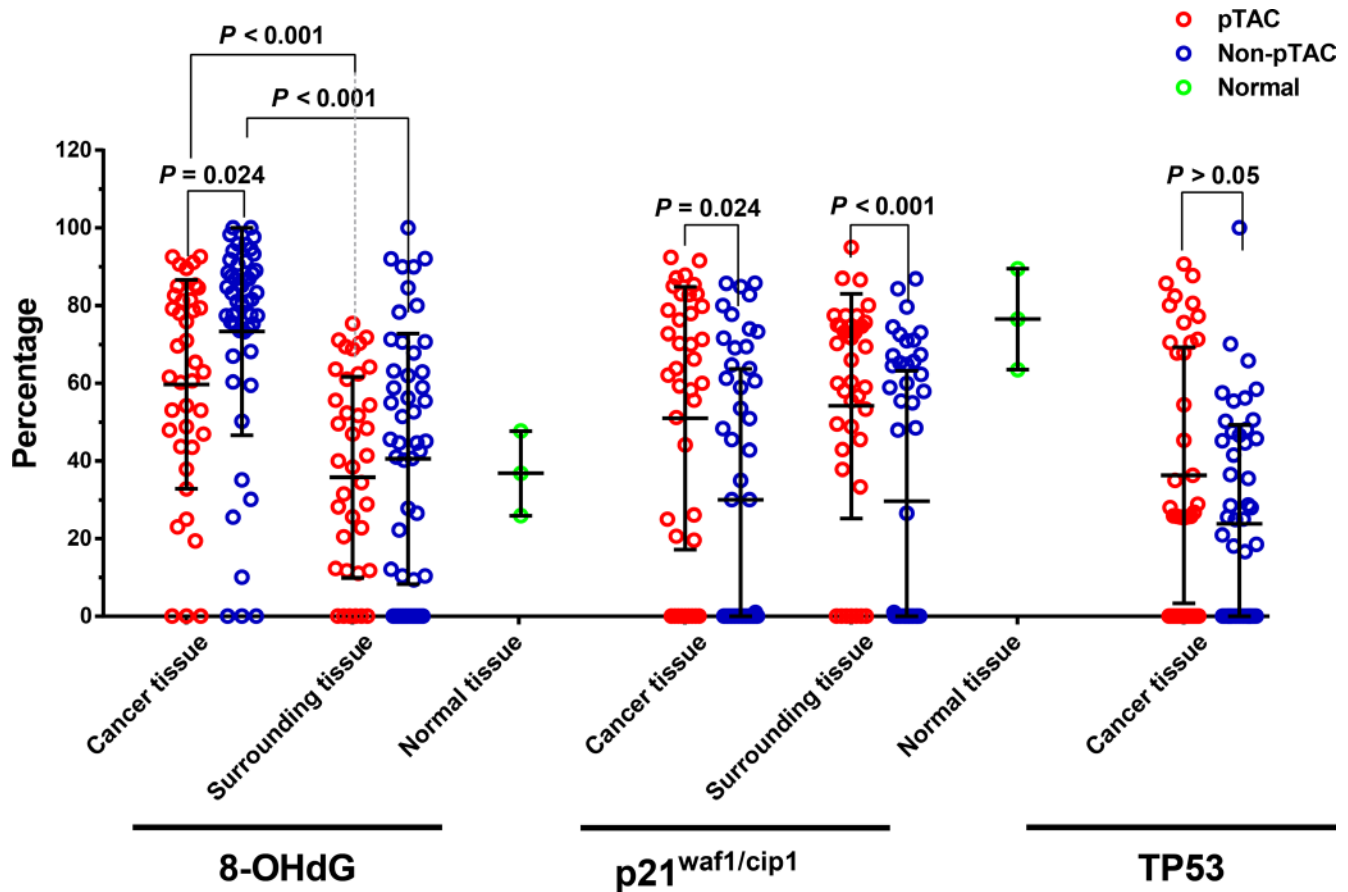 pTAC
Non-pTAC
Normal
P < 0.001
P < 0.001
P = 0.024
P = 0.024
P < 0.001
P > 0.05
Percentage
120
100
80
60
40
20
0
Cancer tissue
Surrounding tissue
Normal tissue
Cancer tissue
Surrounding tissue
Normal tissue
Cancer tissue
8-OHdG
p21waf1/cip1
TP53